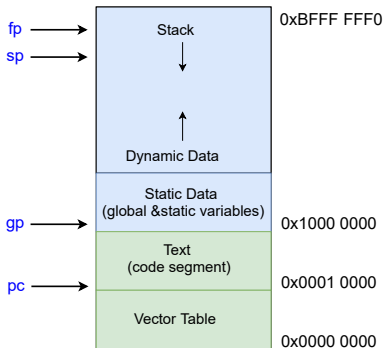 0xBFFF FFF0
fp
Stack
sp
Dynamic Data
Static Data
(global &static variables)
gp
0x1000 0000
Text
(code segment)
pc
0x0001 0000
Vector Table
0x0000 0000